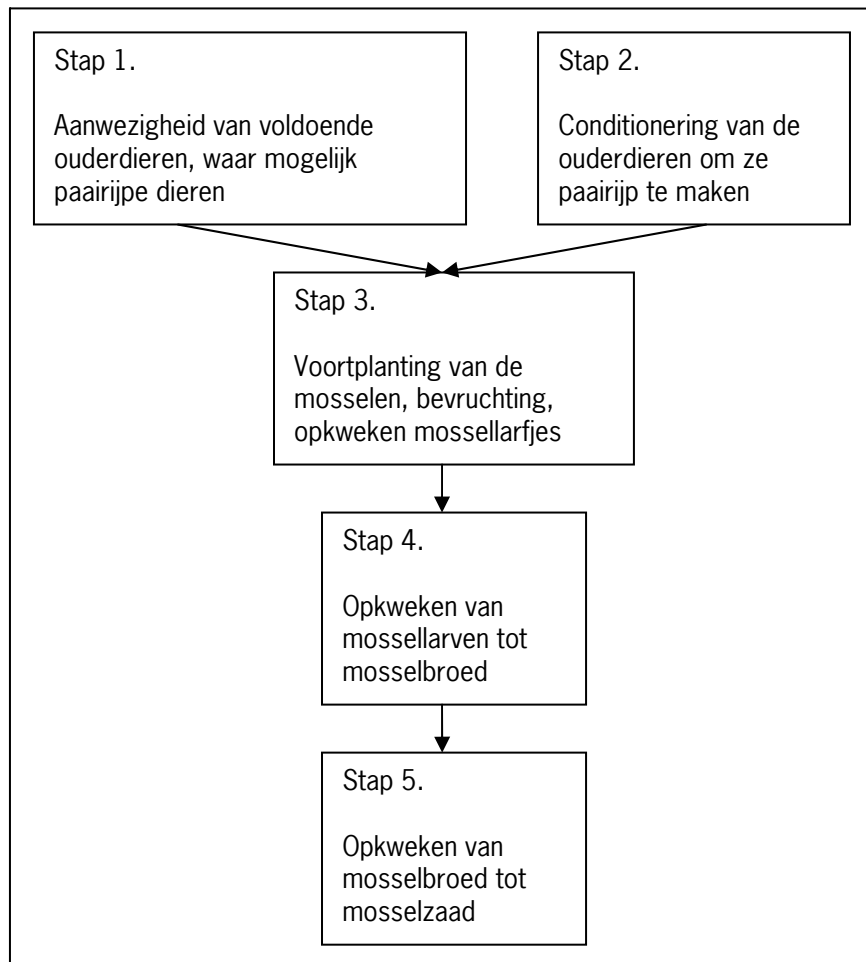 Stap 1.
Aanwezigheid van voldoende
ouderdieren, waar mogelijk
paairijpe dieren
Stap 2.
Conditionering van de
ouderdieren om ze
paairijp te maken
Stap 3.
Voortplanting van de
mosselen, bevruchting,
opkweken mossellarfjes
Stap 4.
Opkweken van
mossellarven tot
mosselbroed
Stap 5.
Opkweken van
mosselbroed tot
mosselzaad